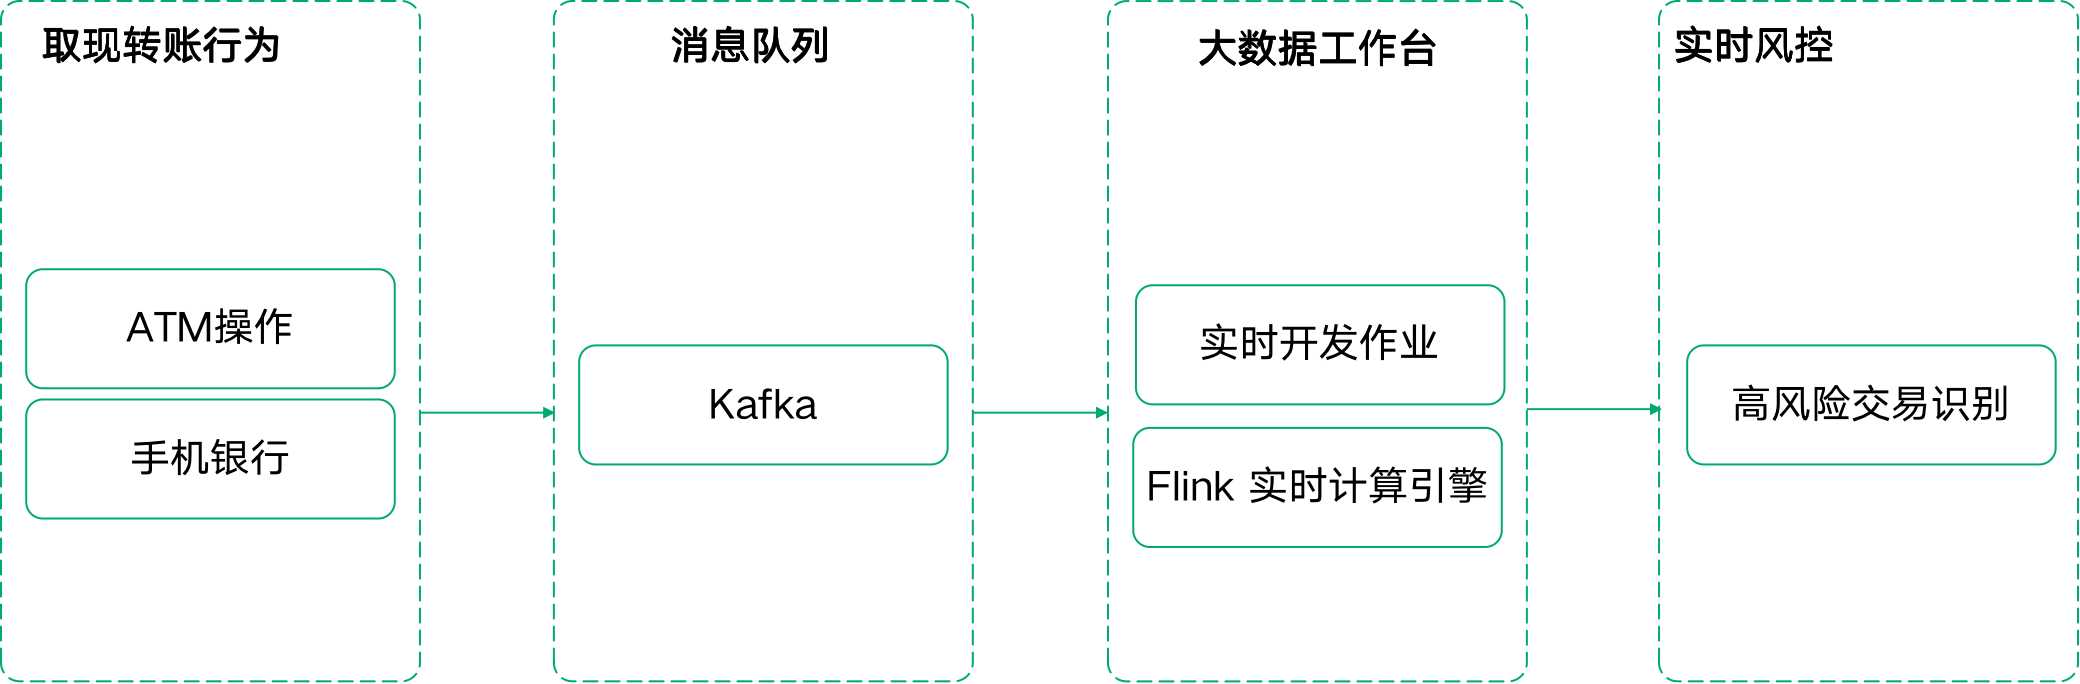 取现转账行为
ATM操作
手机银行
消息队列
Kafka
大数据工作台
实时开发作业
Flink 实时计算引擎
实时风控
高风险交易识别